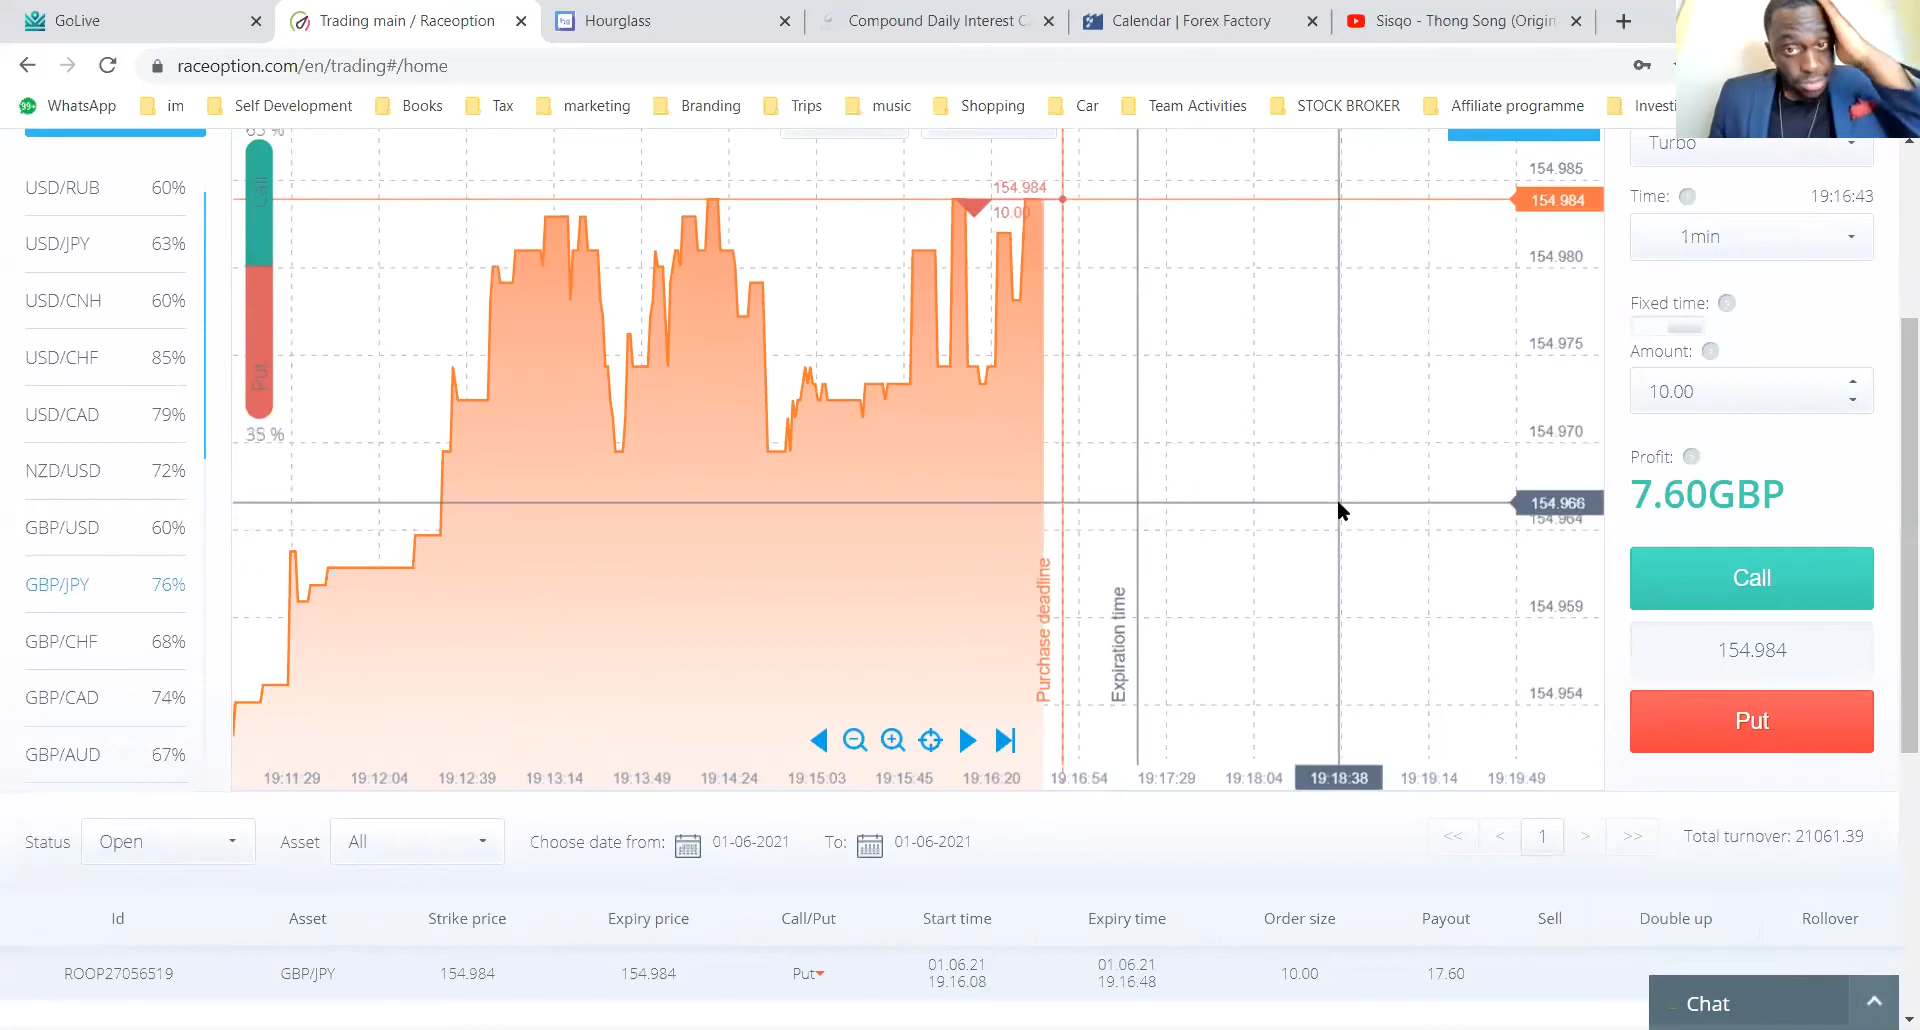 GoLive
Trading main / Raceoption
Hourglass
Compound Daily Interest C
Calendar | Forex Factory
Sisqo - Thong Song (Origin
raceoption.com/en/trading#/home
99+ WhatsApp
im
Self Development
Books
Tax
marketing
Branding
Trips
music
Shopping
Car
Team Activities
STOCK BROKER
Affiliate programme
Investi
USD/RUB 60%
USD/JPY 63%
USD/CNH 60%
USD/CHF 85%
USD/CAD 79%
NZD/USD 72%
GBP/USD 60%
GBP/JPY 76%
GBP/CHF 68%
GBP/CAD 74%
GBP/AUD 67%
65 %
Call
Put
35 %
154.984
10.00
Purchase deadline
Expiration time
154.985
154.984
154.980
154.975
154.970
154.966
154.964
154.959
154.954
19:11:29 19:12:04 19:12:39 19:13:14 19:13:49 19:14:24 19:15:03 19:15:45 19:16:20 19:16:54 19:17:29 19:18:04 19:18:38 19:19:14 19:19:49
Turbo
Time: 19:16:43
1min
Fixed time:
Amount:
10.00
Profit:
7.60GBP
Call
154.984
Put
Status Open Asset All Choose date from: 01-06-2021 To: 01-06-2021 << < 1 > >> Total turnover: 21061.39
Id Asset Strike price Expiry price Call/Put Start time Expiry time Order size Payout Sell Double up Rollover
ROOP27056519 GBP/JPY 154.984 154.984 Put 01.06.21 19.16.08 01.06.21 19.16.48 10.00 17.60
Chat